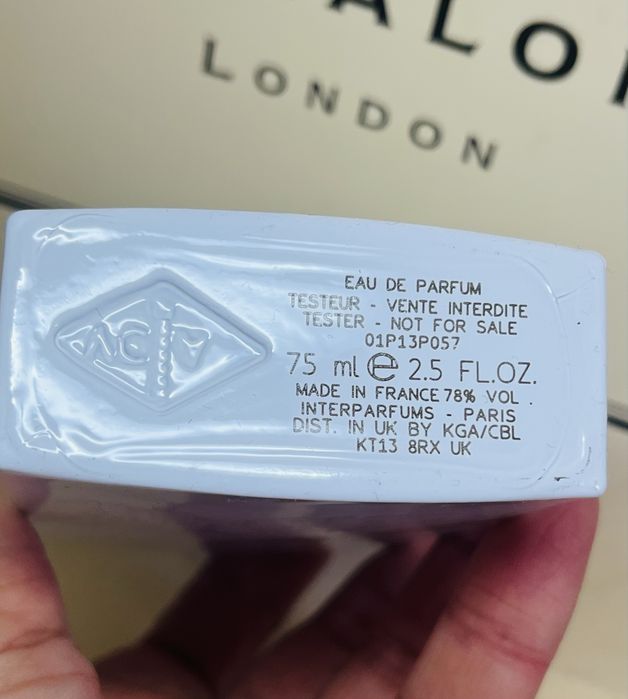 ALO
LONDON
EAU DE PARFUM
TESTEUR - VENTE INTERDITE
TESTER - NOT FOR SALE
01P13P057
75 ml ℮ 2.5 FL.OZ.
MADE IN FRANCE 78% VOL.
INTERPARFUMS - PARIS
DIST. IN UK BY KGA/CBL
KT13 8RX UK